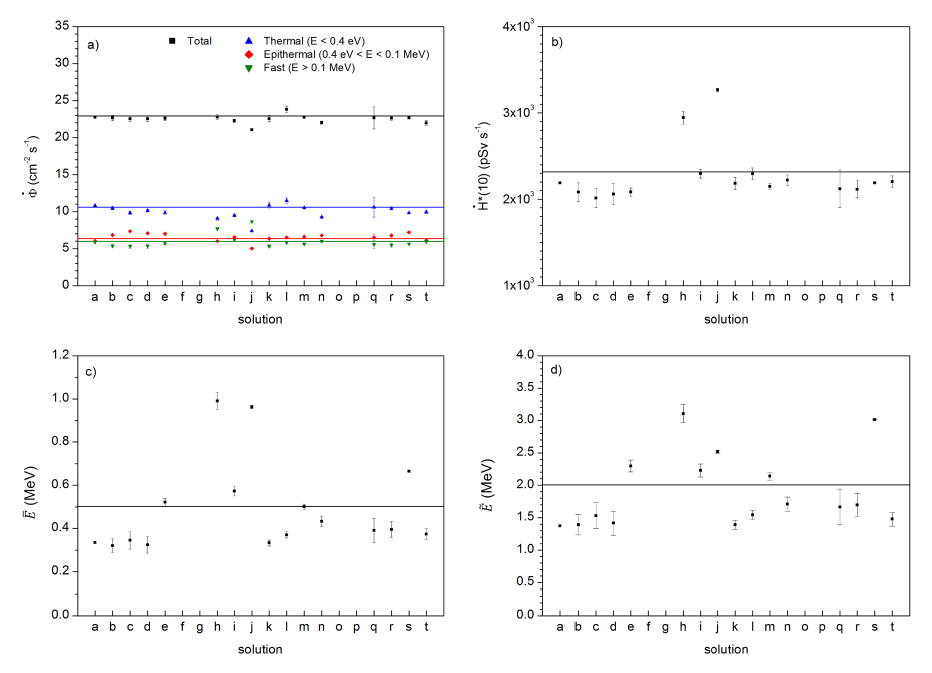 35
30
25
20
15
10
5
0
Φ̇ (cm⁻² s⁻¹)
a)
Total
Thermal (E < 0.4 eV)
Epithermal (0.4 eV < E < 0.1 MeV)
Fast (E > 0.1 MeV)
a b c d e f g h i j k l m n o p q r s t
solution
4x10³
3x10³
2x10³
1x10³
Ḣ*(10) (pSv s⁻¹)
b)
a b c d e f g h i j k l m n o p q r s t
solution
1.2
1.0
0.8
0.6
0.4
0.2
0.0
E̅ (MeV)
c)
a b c d e f g h i j k l m n o p q r s t
solution
4.0
3.5
3.0
2.5
2.0
1.5
1.0
0.5
0.0
Ẽ (MeV)
d)
a b c d e f g h i j k l m n o p q r s t
solution